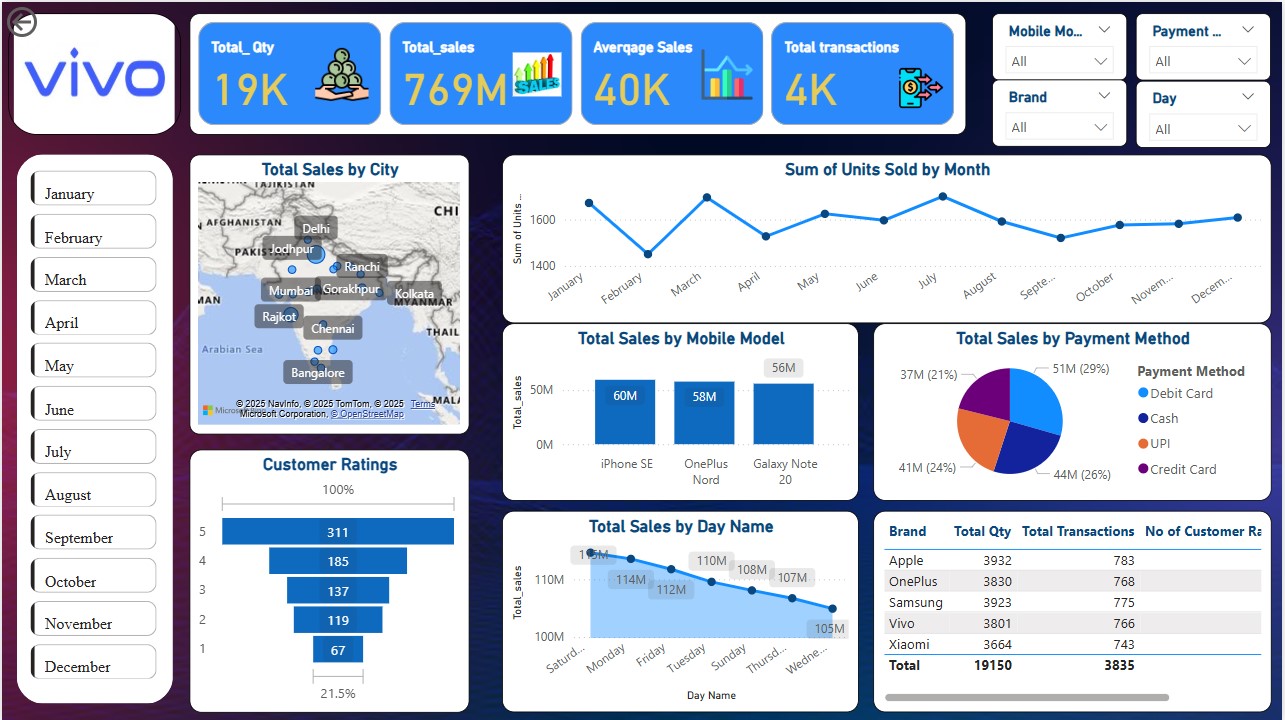 vivo
Total_ Qty
19K
Total_sales
769M
SALES
Averqage Sales
40K
Total transactions
4K
Mobile Mo...
All
Payment ...
All
Brand
All
Day
All
January
February
March
April
May
June
July
August
September
October
November
December
Total Sales by City
TAJIKISTAN
AFGHANISTAN
CHI
Delhi
Jodhpur
PAKIST
Ranchi
Mumbai
Gorakhpur
Kolkata
MAN
MYANMAR
Rajkot
Chennai
THAIL
Arabian Sea
Bangalore
© 2025 NavInfo, © 2025 TomTom, © 2025 Terms
Microsoft Corporation, © OpenStreetMap
MALA
Sum of Units Sold by Month
Sum of Units ...
1600
1400
January
February
March
April
May
June
July
August
Septe...
October
Novem...
Decem...
Total Sales by Mobile Model
Total_sales
50M
0M
60M
58M
56M
iPhone SE
OnePlus
Nord
Galaxy Note
20
Total Sales by Payment Method
37M (21%)
51M (29%)
41M (24%)
44M (26%)
Payment Method
Debit Card
Cash
UPI
Credit Card
Customer Ratings
100%
5 311
4 185
3 137
2 119
1 67
21.5%
Total Sales by Day Name
Total_sales
110M
100M
115M
114M
112M
110M
108M
107M
105M
Saturd...
Monday
Friday
Tuesday
Sunday
Thursd...
Wedne...
Day Name
Brand Total Qty Total Transactions No of Customer Ra
Apple 3932 783
OnePlus 3830 768
Samsung 3923 775
Vivo 3801 766
Xiaomi 3664 743
Total 19150 3835